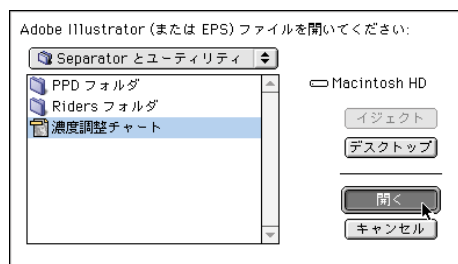 Adobe Illustrator (または EPS) ファイルを開いてください:
Separator とユーティリティ
PPD フォルダ
Riders フォルダ
濃度調整チャート
Macintosh HD
イジェクト
デスクトップ
開く
キャンセル